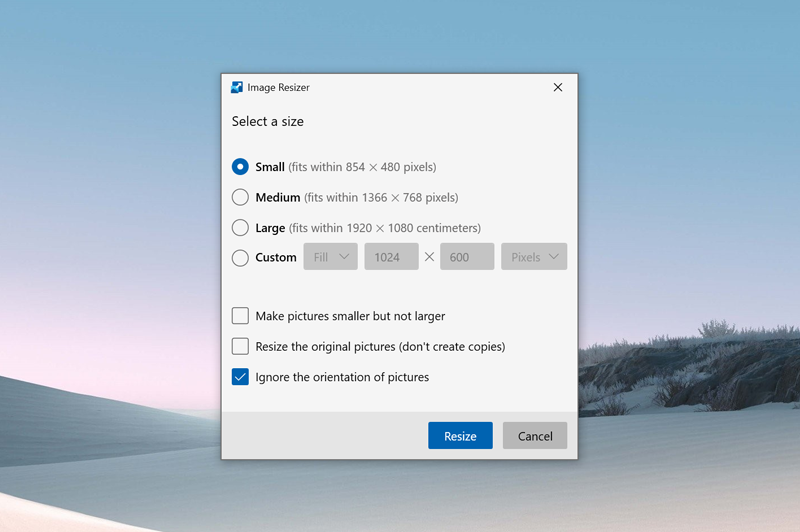 Image Resizer
Select a size
Small (fits within 854 × 480 pixels)
Medium (fits within 1366 × 768 pixels)
Large (fits within 1920 × 1080 centimeters)
Custom Fill 1024 × 600 Pixels
Make pictures smaller but not larger
Resize the original pictures (don't create copies)
Ignore the orientation of pictures
Resize Cancel